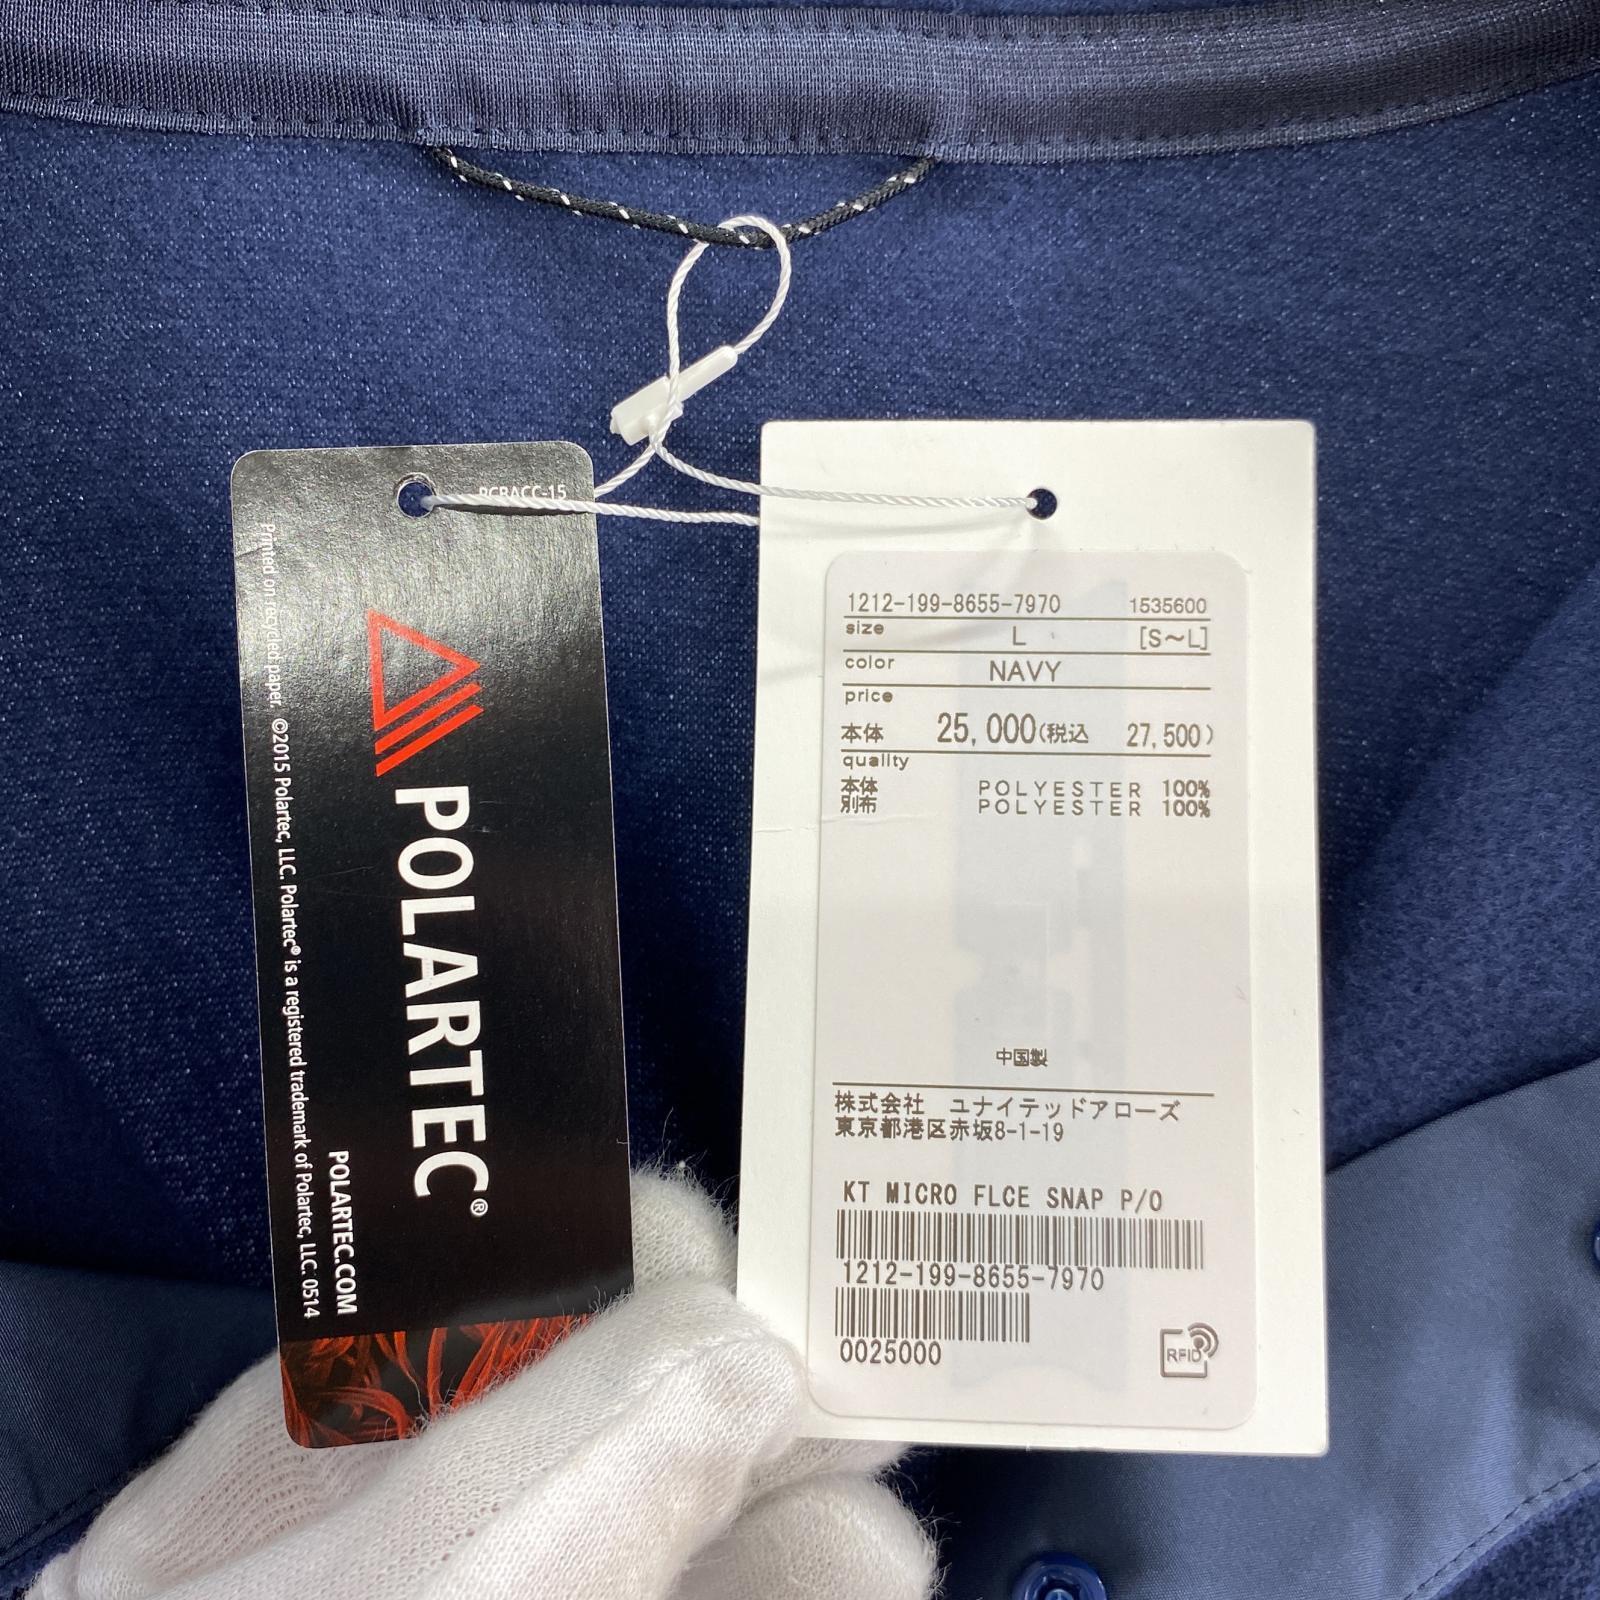 PCBACC-15
Printed on recycled paper. ©2015 Polartec, LLC. Polartec® is a registered trademark of Polartec, LLC. 0514
POLARTEC®
POLARTEC.COM
1212-199-8655-7970 1535600
size L [S～L]
color NAVY
price
本体 25,000(税込 27,500)
quality
本体 POLYESTER 100%
別布 POLYESTER 100%
中国製
株式会社 ユナイテッドアローズ
東京都港区赤坂8-1-19
KT MICRO FLCE SNAP P/O
1212-199-8655-7970
0025000
RFID